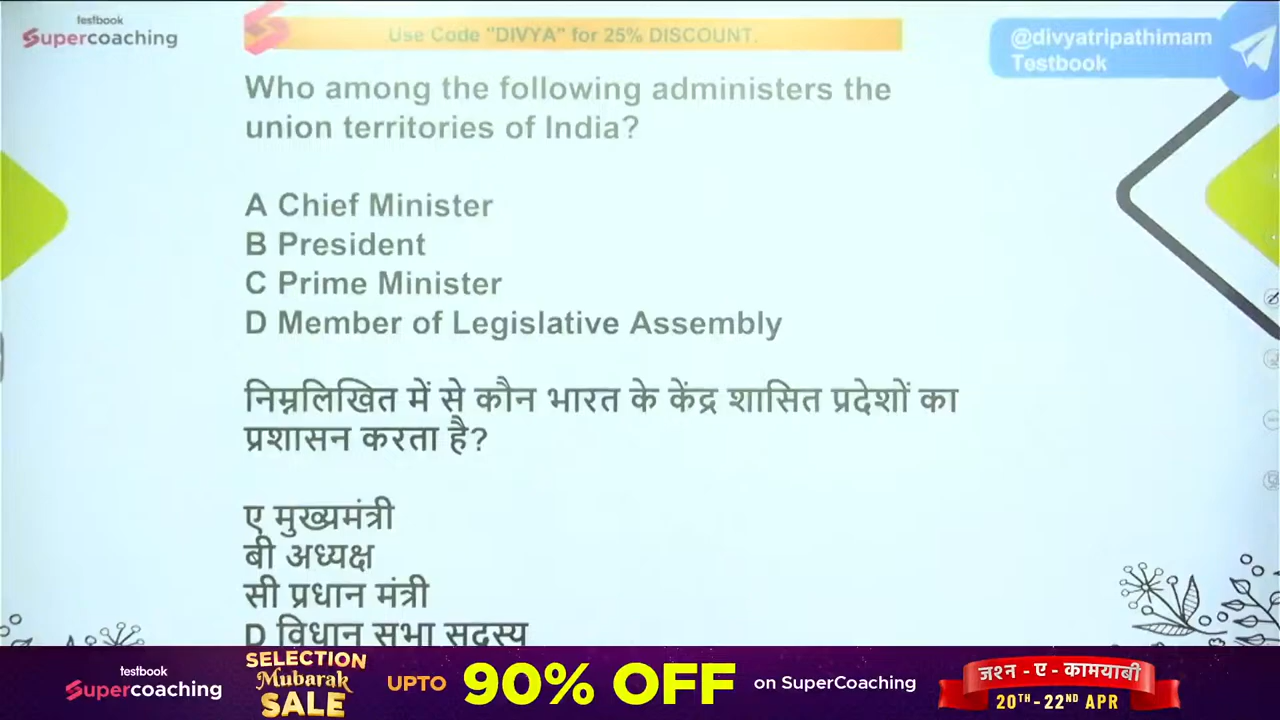 testbook
Supercoaching
Use Code "DIVYA" for 25% DISCOUNT.
@divyatripathimam
Testbook
Who among the following administers the
union territories of India?
A Chief Minister
B President
C Prime Minister
D Member of Legislative Assembly
निम्नलिखित में से कौन भारत के केंद्र शासित प्रदेशों का
प्रशासन करता है?
ए मुख्यमंत्री
बी अध्यक्ष
सी प्रधान मंत्री
D विधान सभा सदस्य
testbook
Supercoaching
SELECTION
Mubarak
SALE
UPTO 90% OFF on SuperCoaching
जश्न - ए - कामयाबी
20TH - 22ND APR